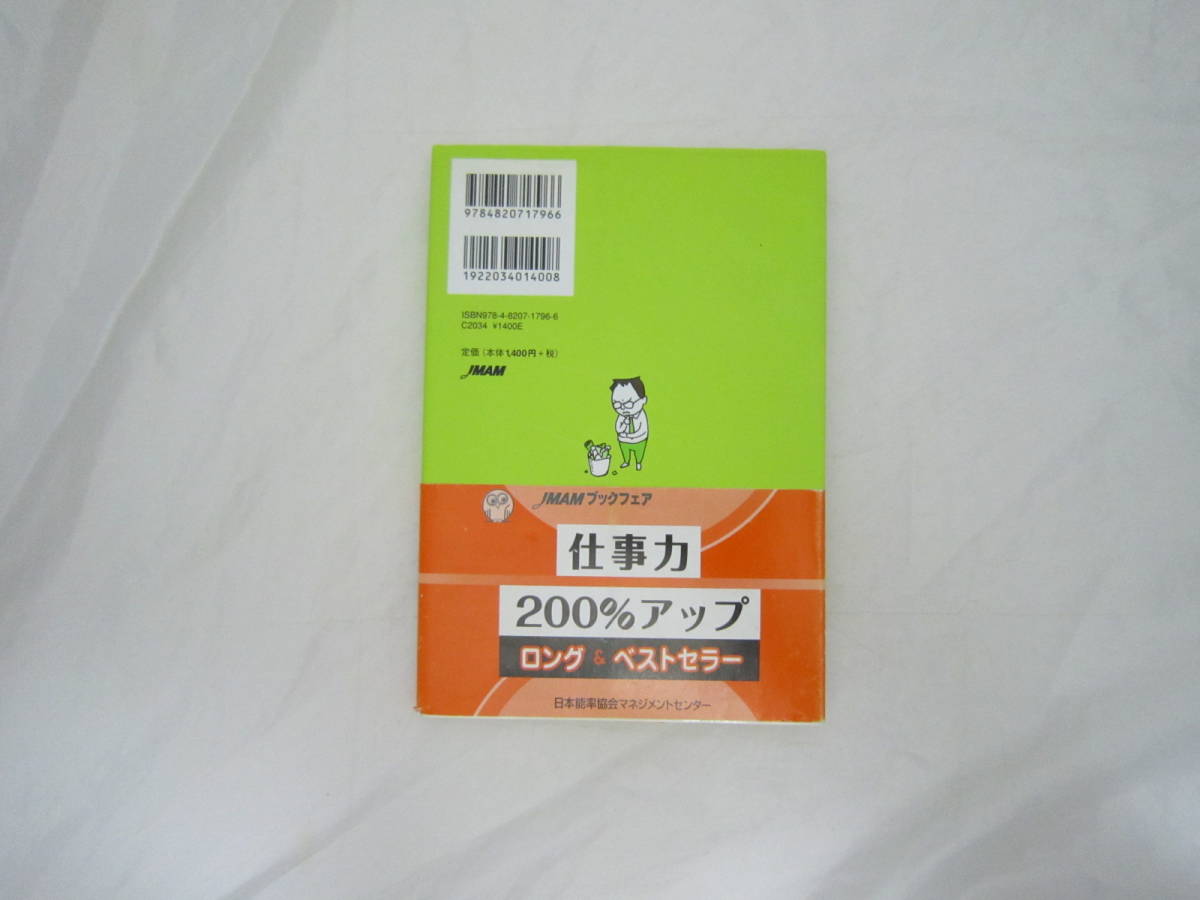 9784820717966
1922034014008
ISBN978-4-8207-1796-6
C2034 ¥1400E
定価(本体1,400円+税)
JMAM
JMAMブックフェア
仕事力
200%アップ
ロング & ベストセラー
日本能率協会マネジメントセンター